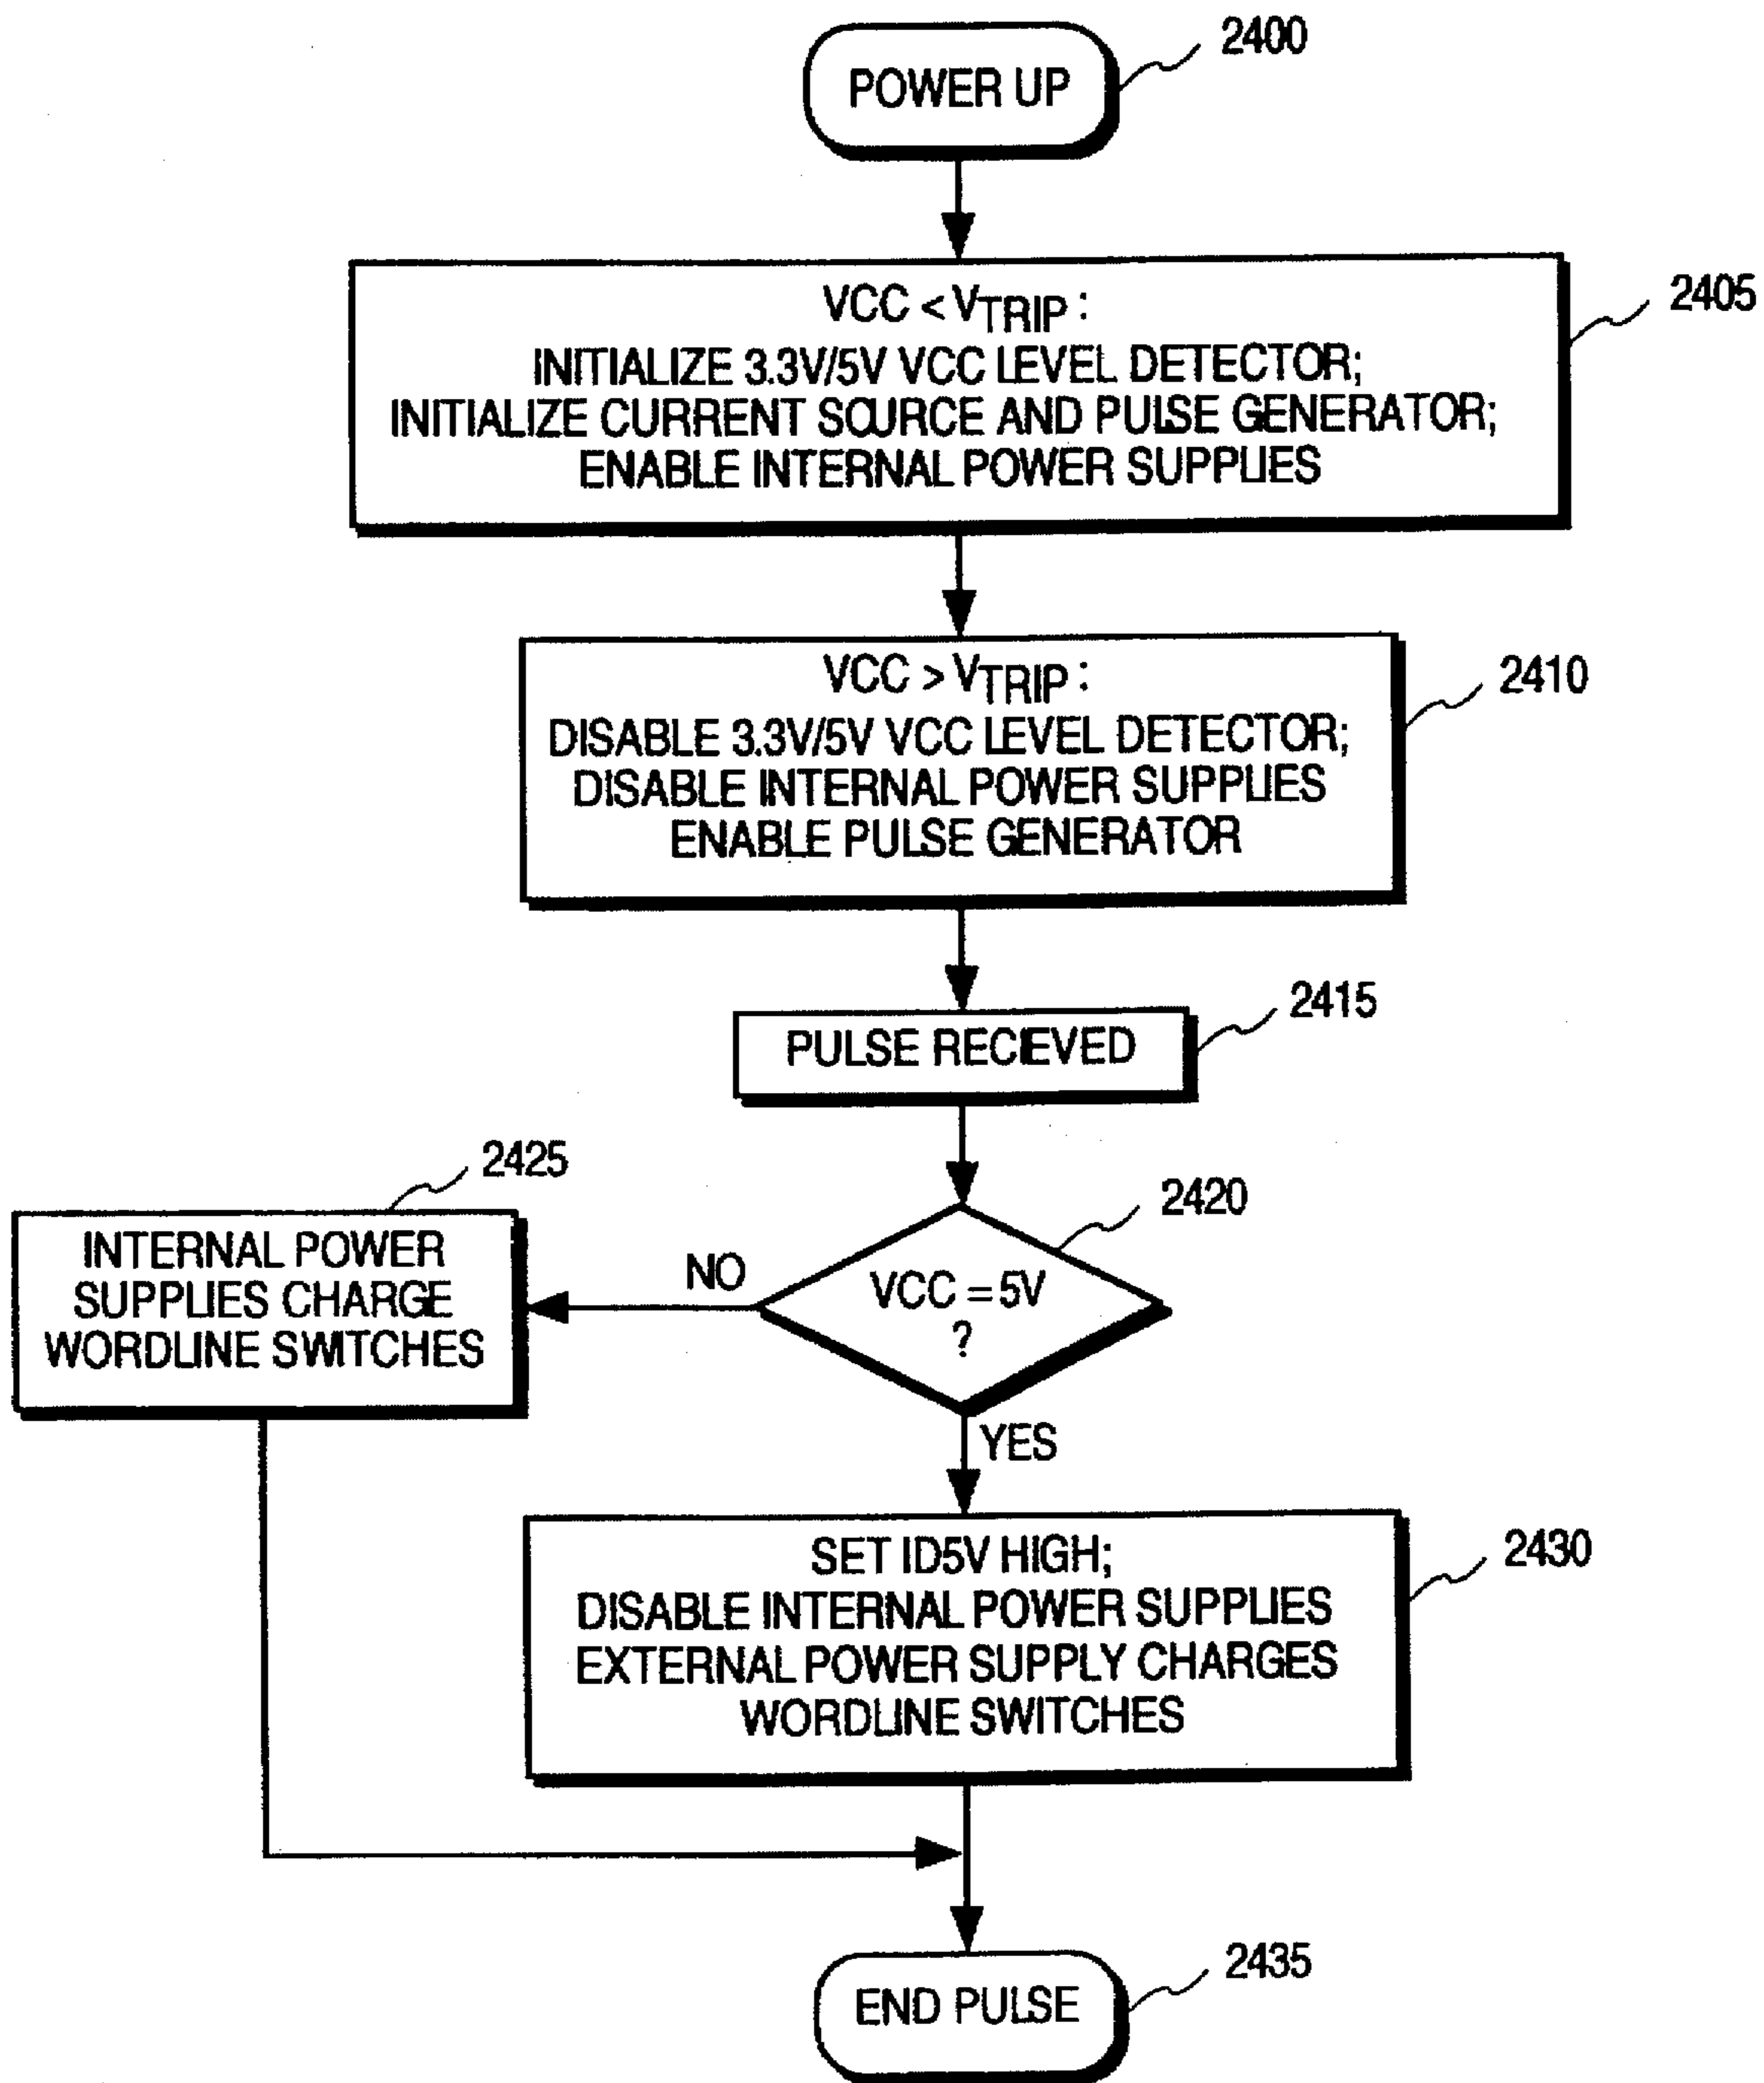 2400
POWER UP
2405
VCC < VTRIP :
INITIALIZE 3.3V/5V VCC LEVEL DETECTOR;
INITIALIZE CURRENT SOURCE AND PULSE GENERATOR;
ENABLE INTERNAL POWER SUPPLIES
2410
VCC > VTRIP :
DISABLE 3.3V/5V VCC LEVEL DETECTOR;
DISABLE INTERNAL POWER SUPPLIES
ENABLE PULSE GENERATOR
2415
PULSE RECIEVED
2425
INTERNAL POWER
SUPPLIES CHARGE
WORDLINE SWITCHES
NO
2420
VCC = 5V
?
YES
2430
SET ID5V HIGH;
DISABLE INTERNAL POWER SUPPLIES
EXTERNAL POWER SUPPLY CHARGES
WORDLINE SWITCHES
2435
END PULSE